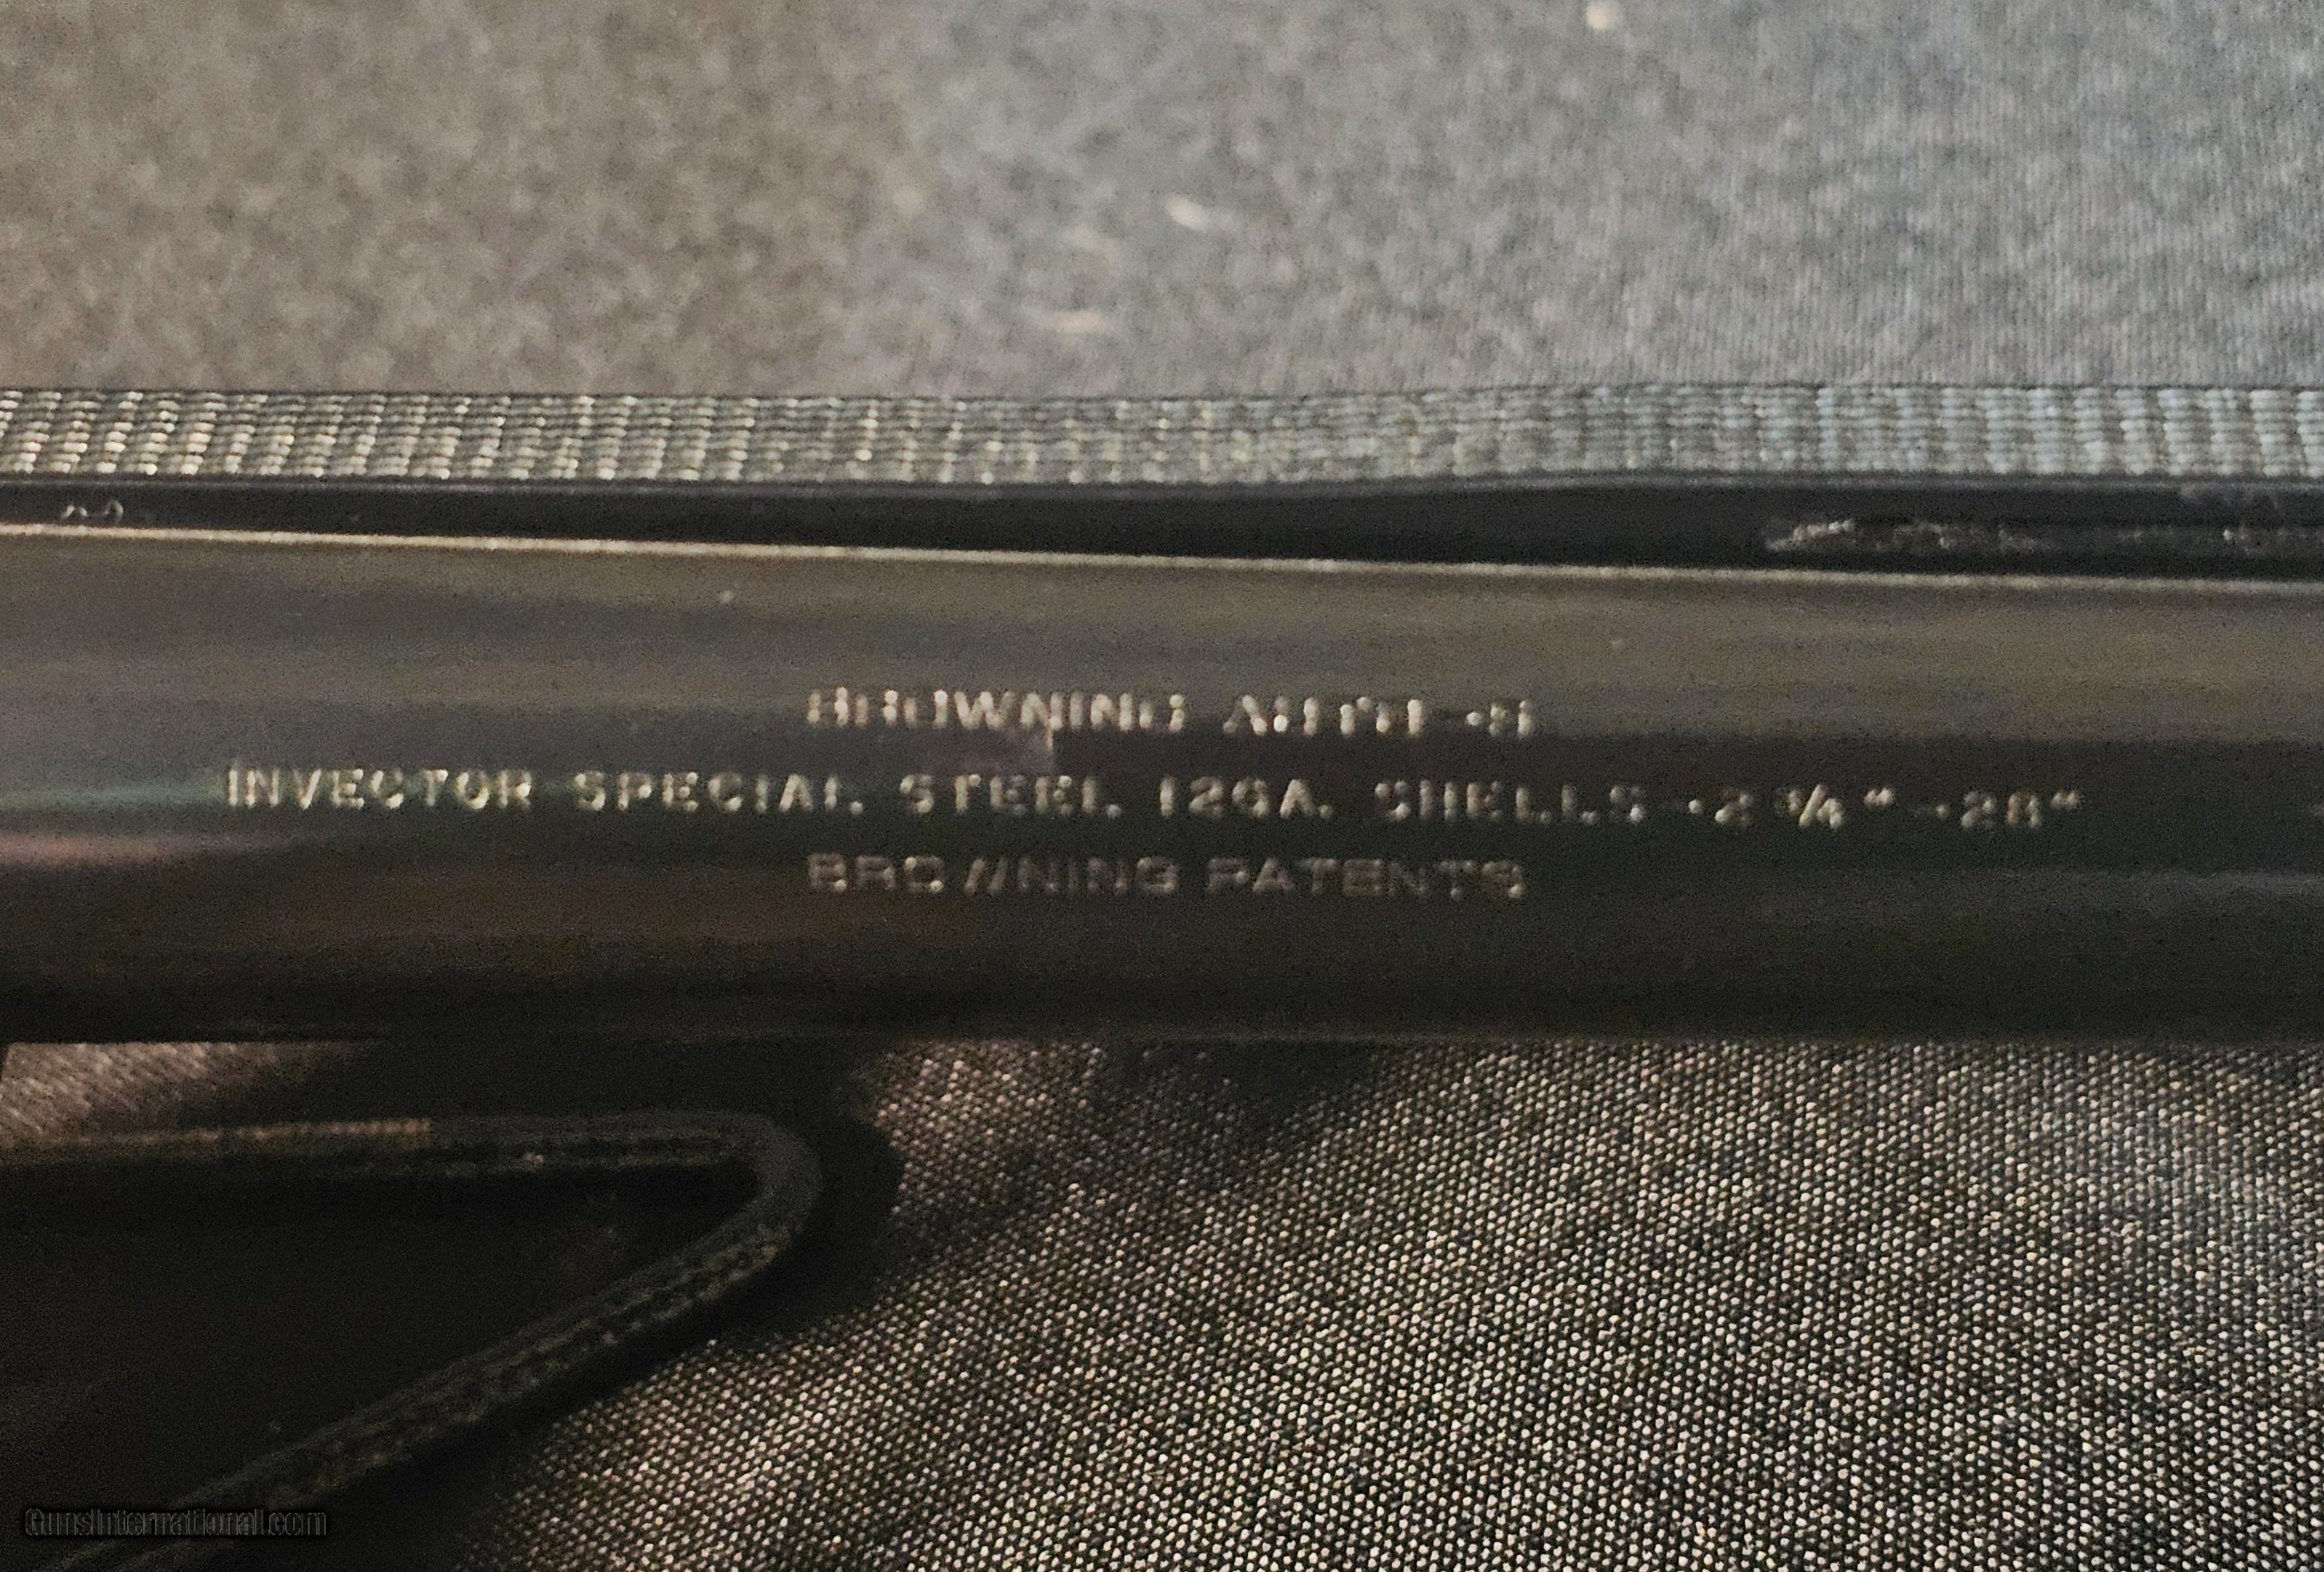 BROWNING AUTO-5
INVECTOR SPECIAL STEEL 12GA. SHELLS-2 3/4"-28"
BROWNING PATENTS
GunsInternational.com